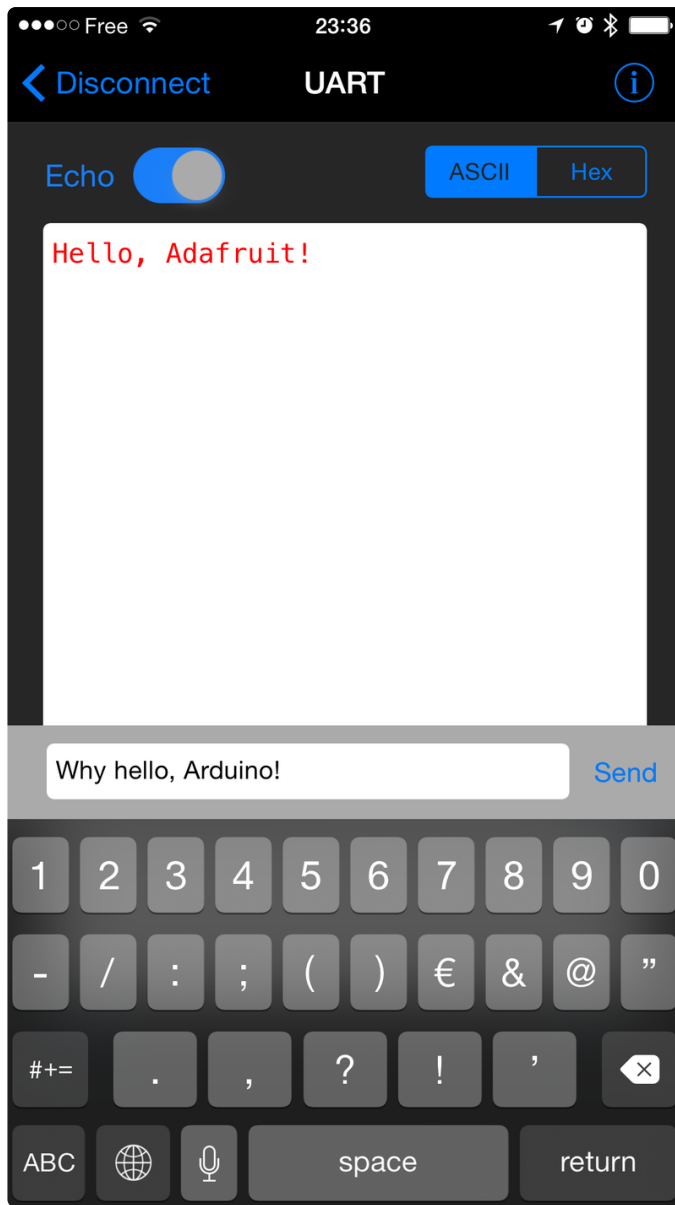 Free 23:36
Disconnect UART i
Echo ASCII Hex
Hello, Adafruit!
Why hello, Arduino! Send
1 2 3 4 5 6 7 8 9 0
- / : ; ( ) € & @ ”
#+= . , ? ! ’
ABC space return